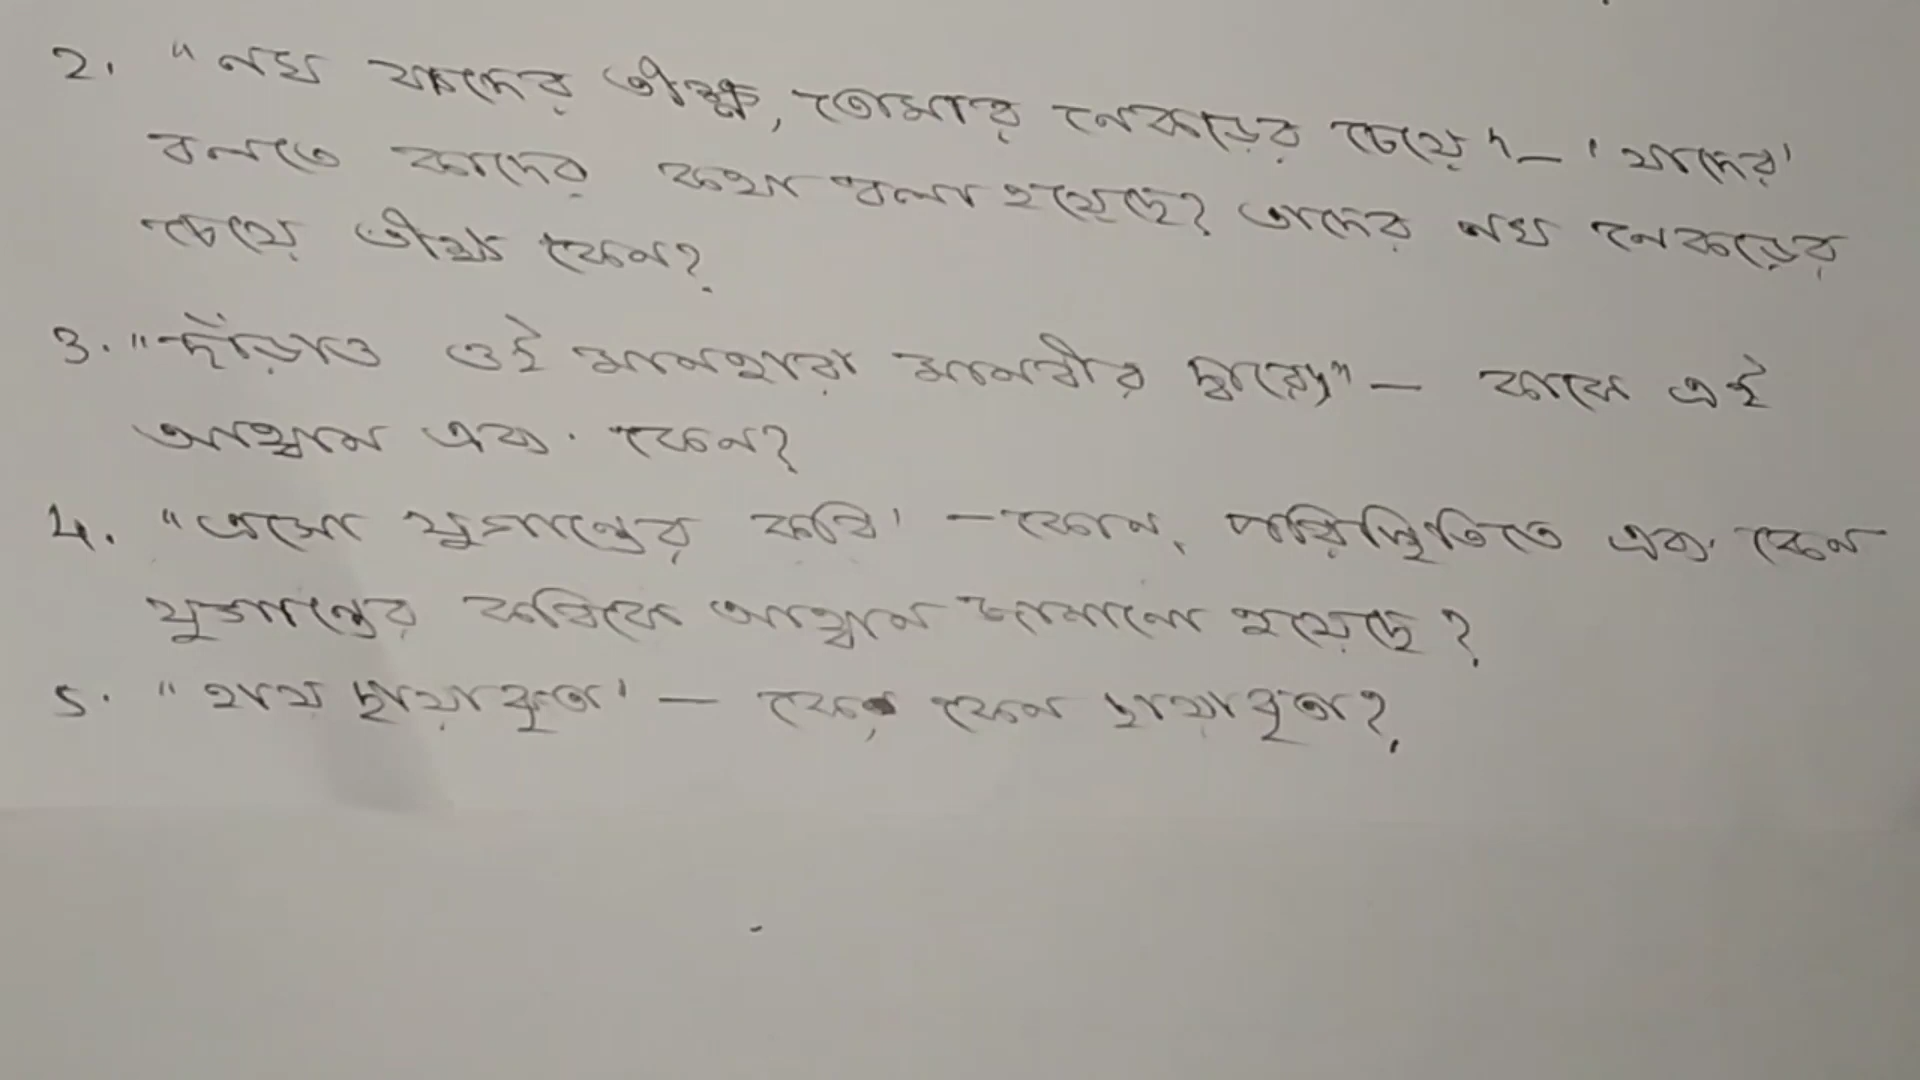 2. "নখ যাদের তীক্ষ্ণ, তোমার নেকড়ের চেয়ে" – 'যাদের'
বলতে কাদের কথা বলা হয়েছে? তাদের নখ নেকড়ের
চেয়ে তীক্ষ্ণ কেন?
3. "দাঁড়াও ওই মানহারা মানবীর দ্বারে" – কাকে এই
আহ্বান এবং কেন?
4. "এসো যুগান্তের কবি' – কোন্ পরিস্থিতিতে এবং কেন
যুগান্তের কবিকে আহ্বান জানানো হয়েছে?
5. "হায় ছায়াবৃতা' – কে, কেন ছায়াবৃতা?